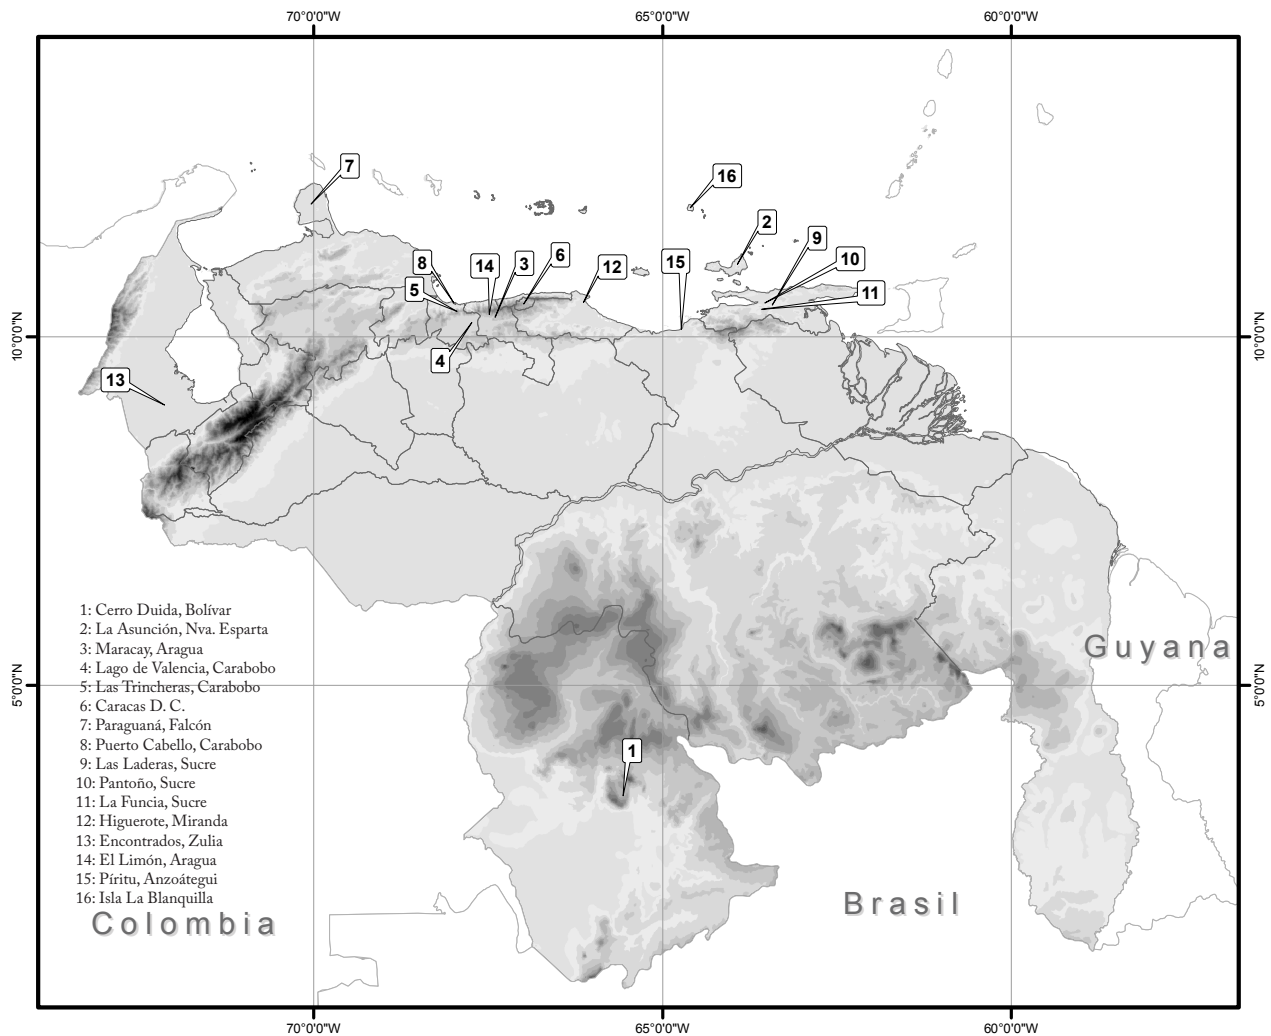 70°0'0"W 65°0'0"W 60°0'0"W
7
16
2
9
8
14
3
6
12
15
10
5
11
10°0'0"N 10°0'0"N
4
13
1: Cerro Duida, Bolívar
2: La Asunción, Nva. Esparta
3: Maracay, Aragua
4: Lago de Valencia, Carabobo
5: Las Trincheras, Carabobo
6: Caracas D. C.
7: Paraguaná, Falcón
8: Puerto Cabello, Carabobo
9: Las Laderas, Sucre
10: Pantoño, Sucre
11: La Funcia, Sucre
12: Higuerote, Miranda
13: Encontrados, Zulia
14: El Limón, Aragua
15: Píritu, Anzoátegui
16: Isla La Blanquilla
Guyana
5°0'0"N 5°0'0"N
1
Brasil
Colombia
70°0'0"W 65°0'0"W 60°0'0"W